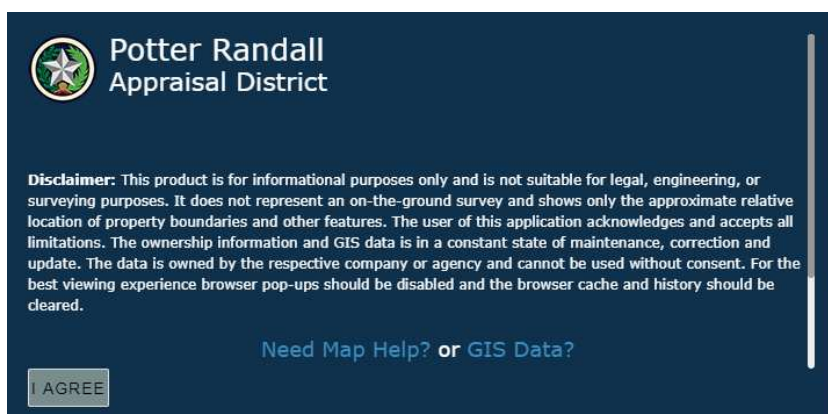 Potter Randall
Appraisal District
Disclaimer: This product is for informational purposes only and is not suitable for legal, engineering, or
surveying purposes. It does not represent an on-the-ground survey and shows only the approximate relative
location of property boundaries and other features. The user of this application acknowledges and accepts all
limitations. The ownership information and GIS data is in a constant state of maintenance, correction and
update. The data is owned by the respective company or agency and cannot be used without consent. For the
best viewing experience browser pop-ups should be disabled and the browser cache and history should be
cleared.
Need Map Help? or GIS Data?
I AGREE